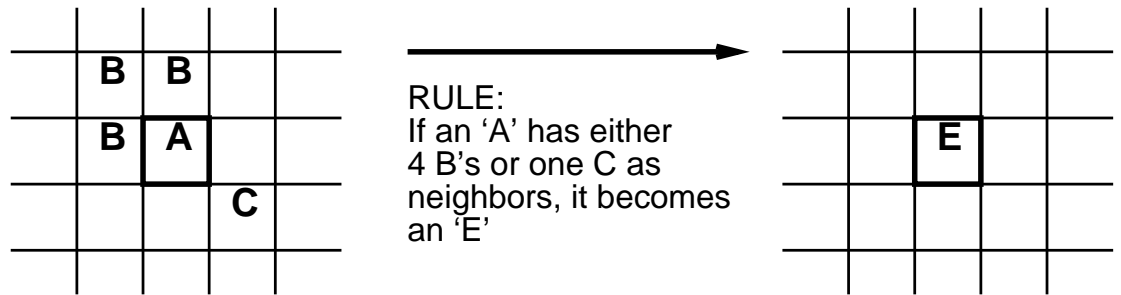 B B
B A
C
RULE:
If an ‘A’ has either
4 B's or one C as
neighbors, it becomes
an ‘E’
E